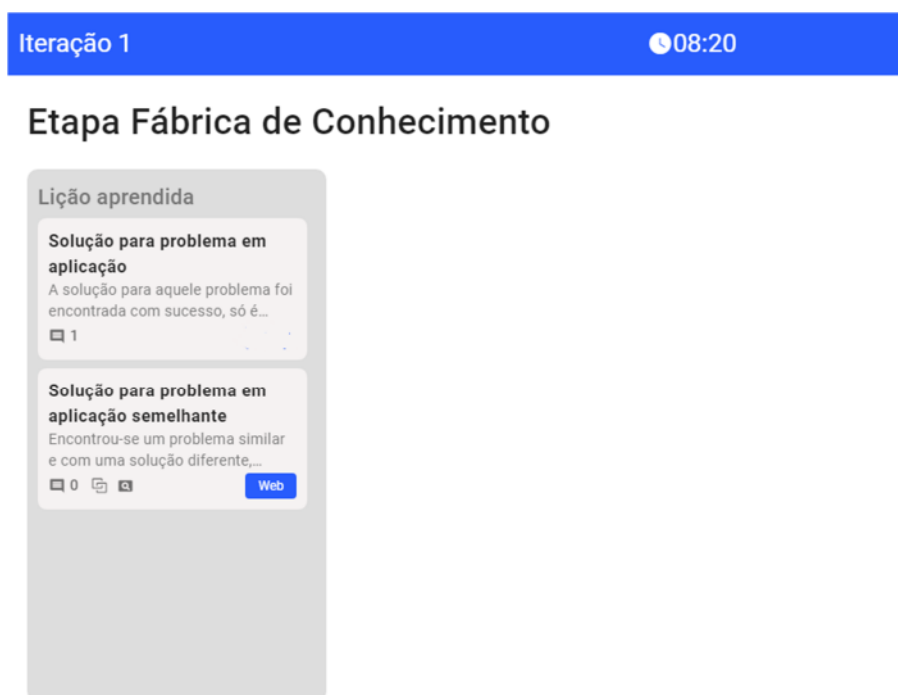 Iteração 1
08:20
Etapa Fábrica de Conhecimento
Lição aprendida
Solução para problema em
aplicação
A solução para aquele problema foi
encontrada com sucesso, só é…
1
Solução para problema em
aplicação semelhante
Encontrou-se um problema similar
e com uma solução diferente,…
0
Web